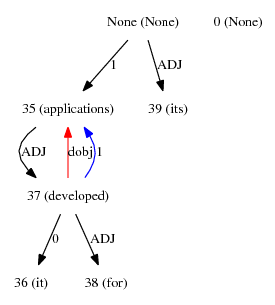 None (None) 0 (None)
1 ADJ
35 (applications) 39 (its)
ADJ dobj 1
37 (developed)
0 ADJ
36 (it) 38 (for)